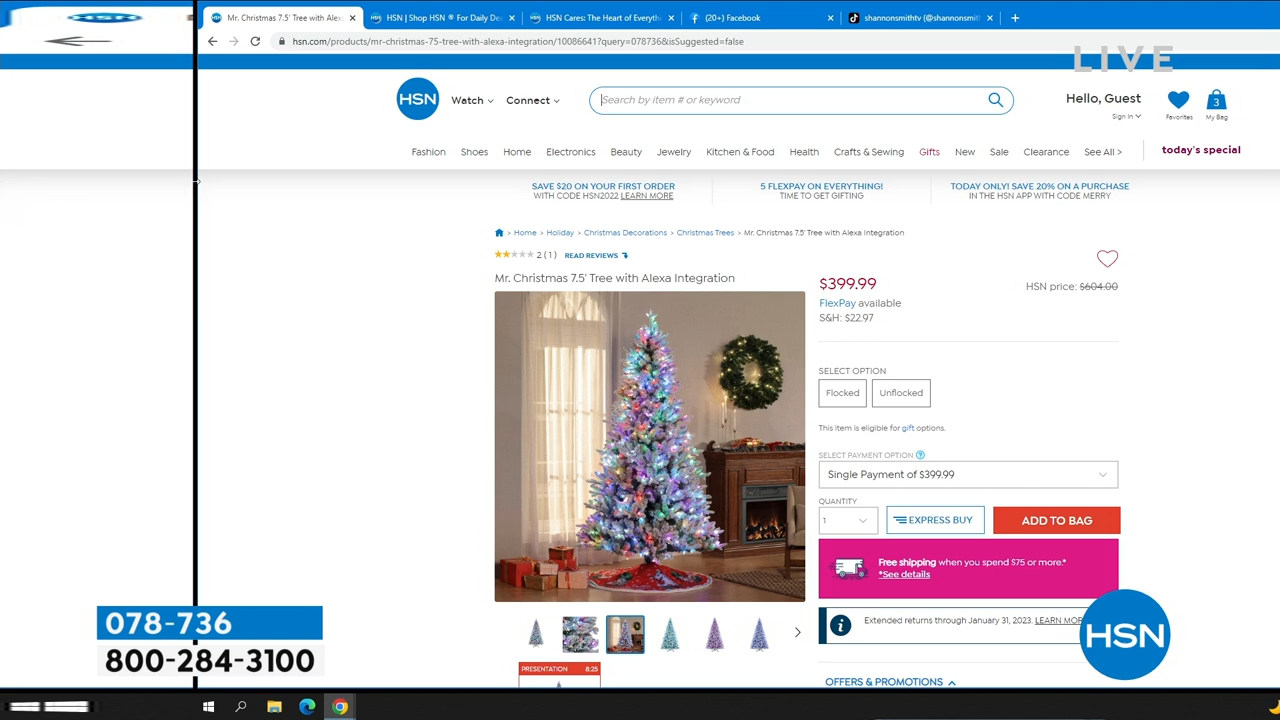 Mr. Christmas 7.5' Tree with Alexa
HSN | Shop HSN ® For Daily De
HSN Cares: The Heart of Everythi
(20+) Facebook
shannonsmithtv (@shannonsmit
hsn.com/products/mr-christmas-75-tree-with-alexa-integration/10086641?query=078736&isSuggested=false
LIVE
HSN
Watch
Connect
Search by item # or keyword
Hello, Guest
Sign In
Favorites
3
My Bag
Fashion Shoes Home Electronics Beauty Jewelry Kitchen & Food Health Crafts & Sewing Gifts New Sale Clearance See All > today's special
SAVE $20 ON YOUR FIRST ORDER
WITH CODE HSN2022 LEARN MORE
5 FLEXPAY ON EVERYTHING!
TIME TO GET GIFTING
TODAY ONLY! SAVE 20% ON A PURCHASE
IN THE HSN APP WITH CODE MERRY
> Home > Holiday > Christmas Decorations > Christmas Trees > Mr. Christmas 7.5' Tree with Alexa Integration
2 ( 1 ) READ REVIEWS
Mr. Christmas 7.5' Tree with Alexa Integration
$399.99
HSN price: $604.00
FlexPay available
S&H: $22.97
SELECT OPTION
Flocked
Unflocked
This item is eligible for gift options.
SELECT PAYMENT OPTION ?
Single Payment of $399.99
QUANTITY
1
EXPRESS BUY
ADD TO BAG
Free shipping when you spend $75 or more.*
*See details
Extended returns through January 31, 2023. LEARN MOR
HSN
OFFERS & PROMOTIONS
PRESENTATION 8:25
078-736
800-284-3100